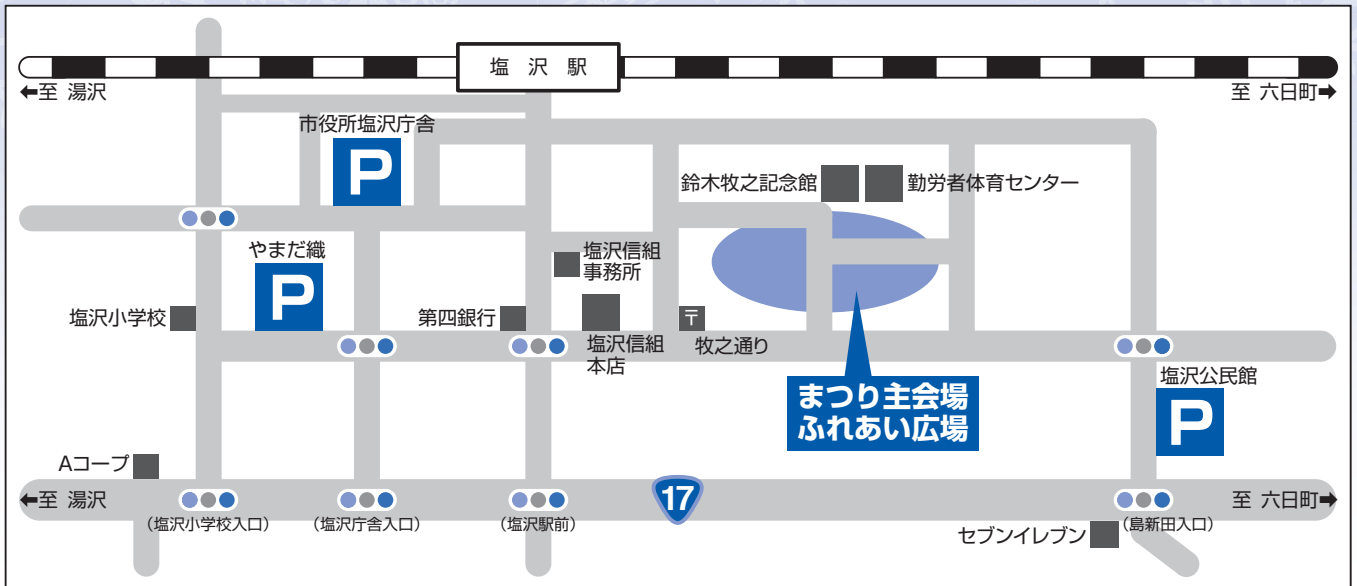 塩沢駅
←至 湯沢
至 六日町→
市役所塩沢庁舎
P
鈴木牧之記念館
勤労者体育センター
やまだ織
P
塩沢信組
事務所
塩沢小学校
第四銀行
〒
塩沢信組
本店
牧之通り
まつり主会場
ふれあい広場
塩沢公民館
P
Aコープ
←至 湯沢
17
至 六日町→
(塩沢小学校入口)
(塩沢庁舎入口)
(塩沢駅前)
(島新田入口)
セブンイレブン